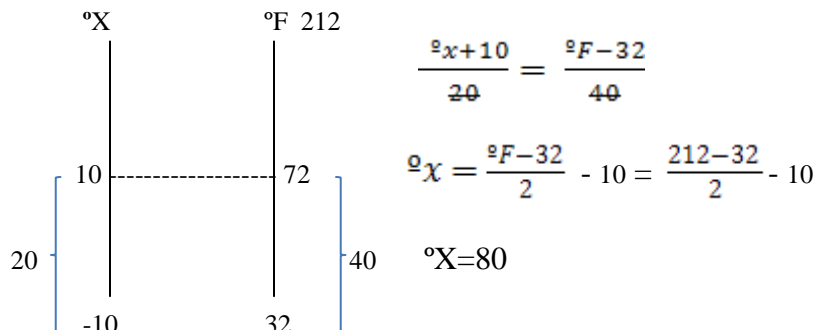 ºX ºF 212
ºx+10/20 = ºF−32/40
10 72
ºx = ºF−32/2 - 10 = 212−32/2 - 10
20 40
ºX=80
-10 32